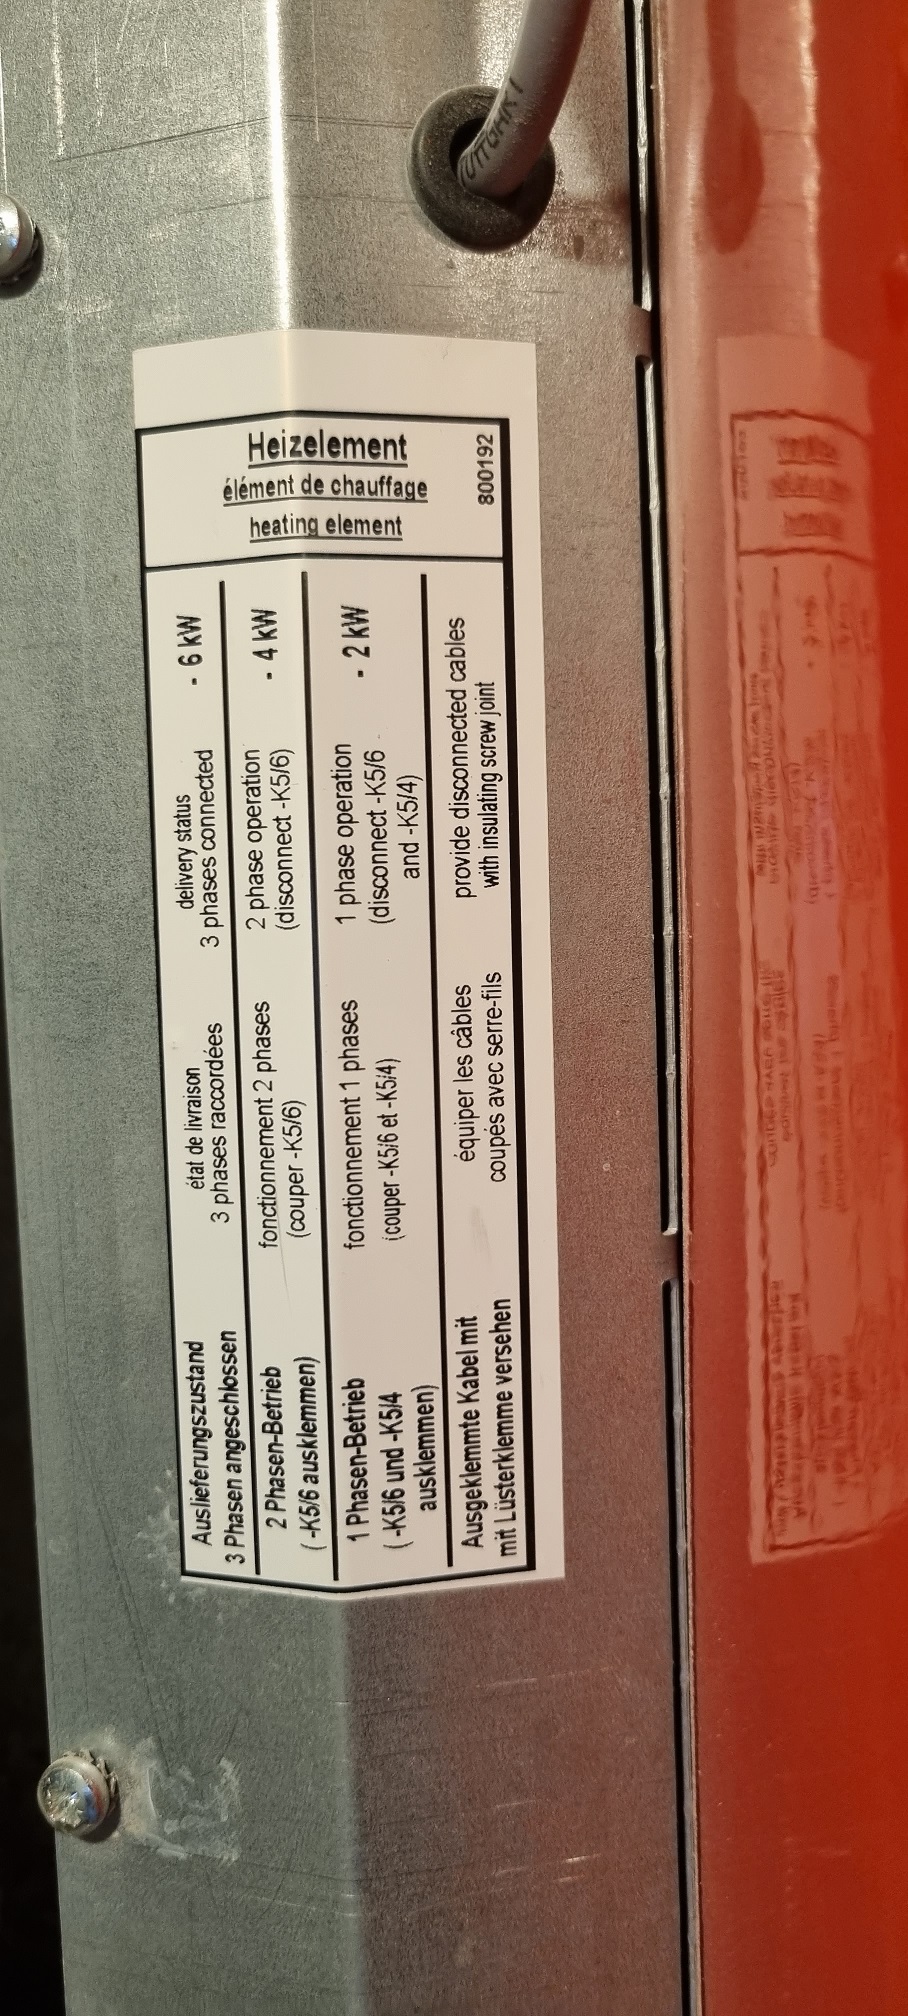 Heizelement
élément de chauffage
heating element
800192
Auslieferungszustand
3 Phasen angeschlossen
état de livraison
3 phases raccordées
delivery status
3 phases connected
- 6 kW
2 Phasen-Betrieb
( -K5/6 ausklemmen)
fonctionnement 2 phases
(couper -K5/6)
2 phase operation
(disconnect -K5/6)
- 4 kW
1 Phasen-Betrieb
( -K5/6 und -K5/4
ausklemmen)
fonctionnement 1 phases
(couper -K5/6 et -K5/4)
1 phase operation
(disconnect -K5/6
and -K5/4)
- 2 kW
Ausgeklemmte Kabel mit
mit Lüsterklemme versehen
équiper les câbles
coupés avec serre-fils
provide disconnected cables
with insulating screw joint